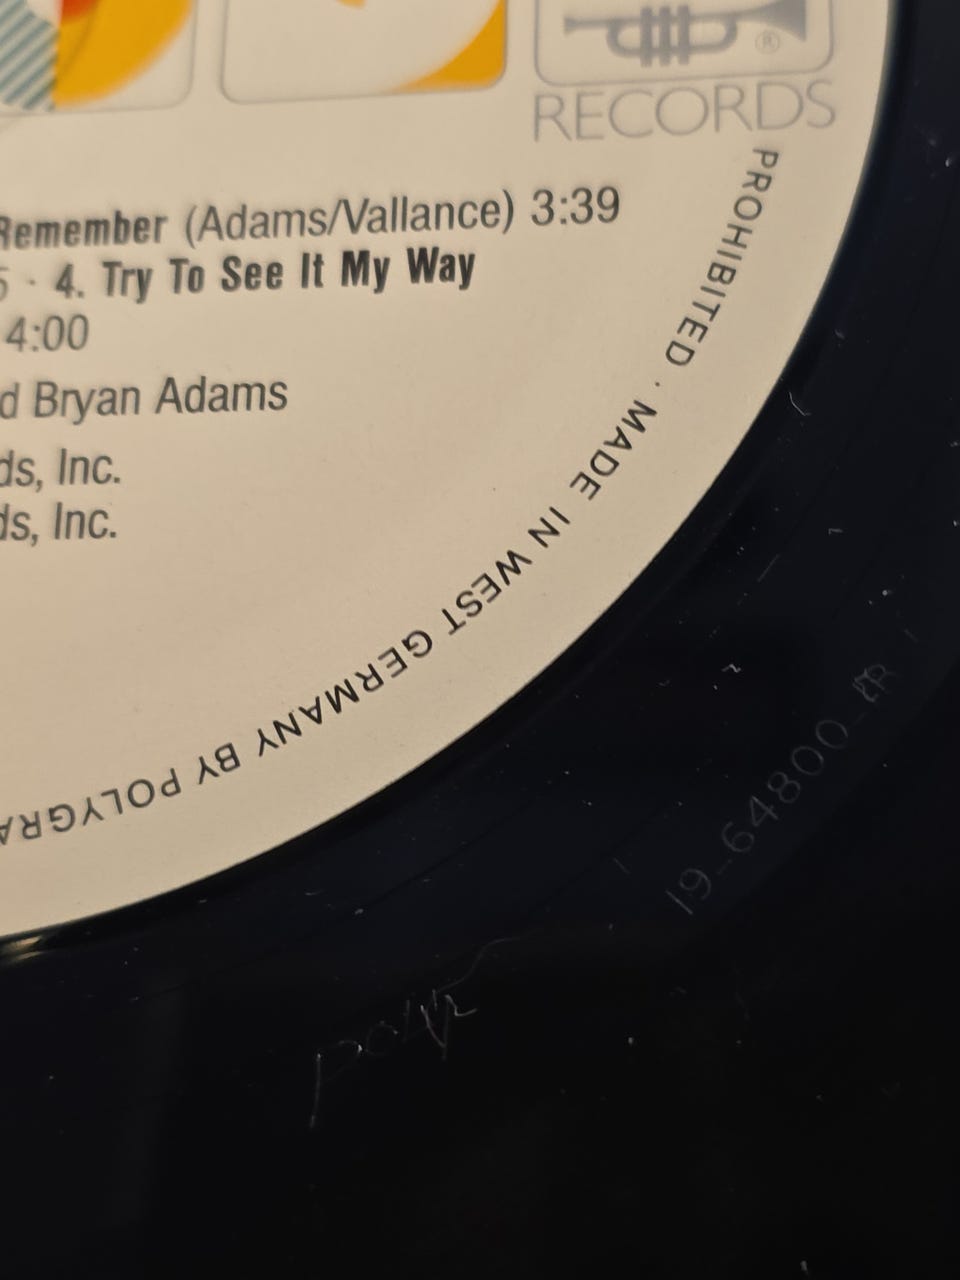 RECORDS
Remember (Adams/Vallance) 3:39
5 · 4. Try To See It My Way
4:00
d Bryan Adams
ds, Inc.
ds, Inc.
PROHIBITED · MADE IN WEST GERMANY BY POLYGRA
19-64800